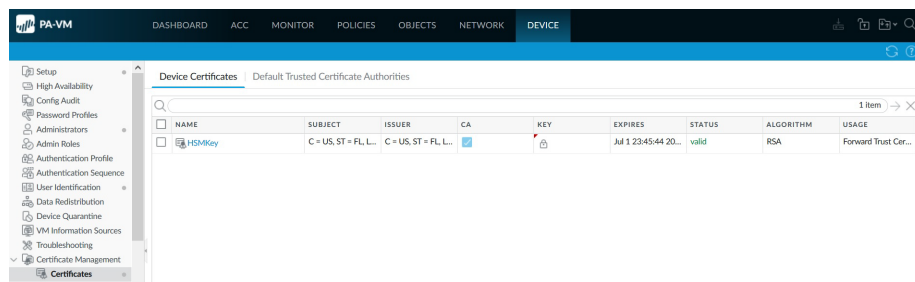 PA-VM DASHBOARD ACC MONITOR POLICIES OBJECTS NETWORK DEVICE
Setup
High Availability
Config Audit
Password Profiles
Administrators
Admin Roles
Authentication Profile
Authentication Sequence
User Identification
Data Redistribution
Device Quarantine
VM Information Sources
Troubleshooting
Certificate Management
Certificates
Device Certificates | Default Trusted Certificate Authorities
1 item
NAME SUBJECT ISSUER CA KEY EXPIRES STATUS ALGORITHM USAGE
HSMKey C = US, ST = FL, L... C = US, ST = FL, L... Jul 1 23:45:44 20... valid RSA Forward Trust Cer...